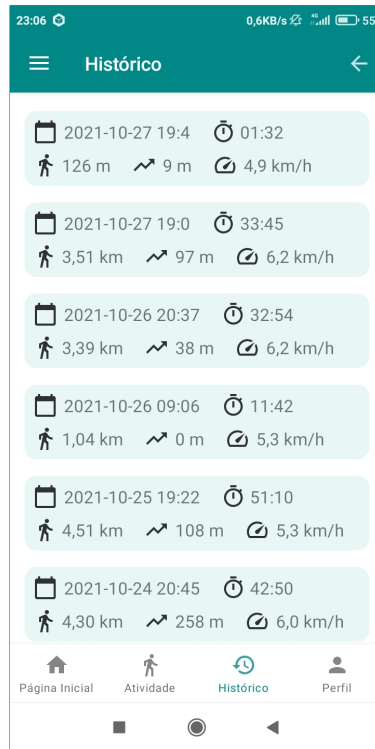 23:06 0,6KB/s 4G 55
Histórico
2021-10-27 19:4 01:32
126 m 9 m 4,9 km/h
2021-10-27 19:0 33:45
3,51 km 97 m 6,2 km/h
2021-10-26 20:37 32:54
3,39 km 38 m 6,2 km/h
2021-10-26 09:06 11:42
1,04 km 0 m 5,3 km/h
2021-10-25 19:22 51:10
4,51 km 108 m 5,3 km/h
2021-10-24 20:45 42:50
4,30 km 258 m 6,0 km/h
Página Inicial Atividade Histórico Perfil